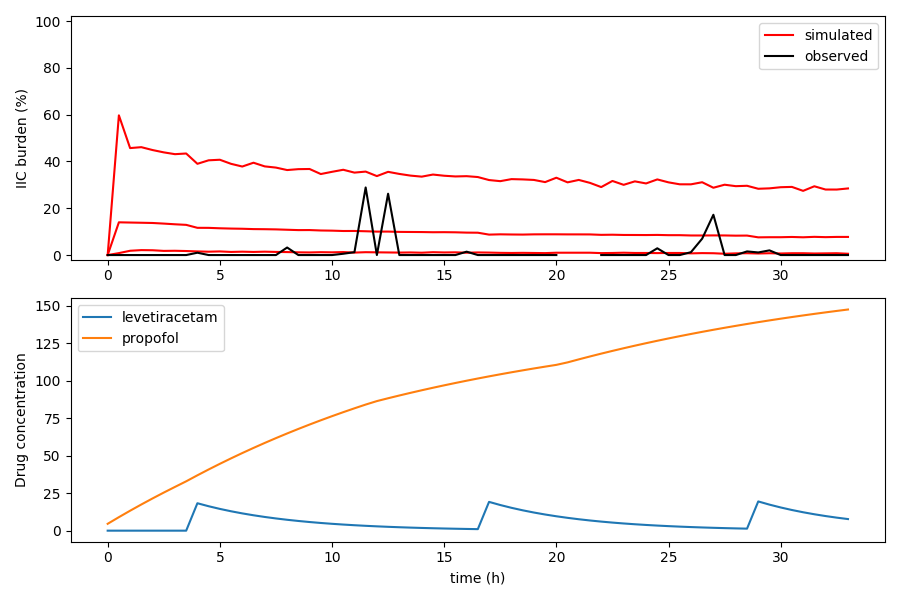 100
80
60
40
20
0
IIC burden (%)
simulated
observed
0 5 10 15 20 25 30
150
125
100
75
50
25
0
Drug concentration
levetiracetam
propofol
0 5 10 15 20 25 30
time (h)